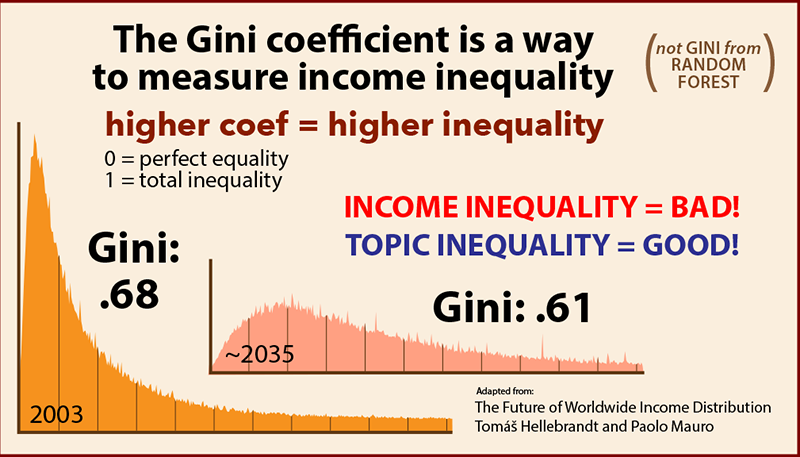 The Gini coefficient is a way
to measure income inequality
(not GINI from
RANDOM
FOREST)
higher coef = higher inequality
0 = perfect equality
1 = total inequality
INCOME INEQUALITY = BAD!
TOPIC INEQUALITY = GOOD!
Gini:
.68
Gini: .61
~2035
2003
Adapted from:
The Future of Worldwide Income Distribution
Tomáš Hellebrandt and Paolo Mauro